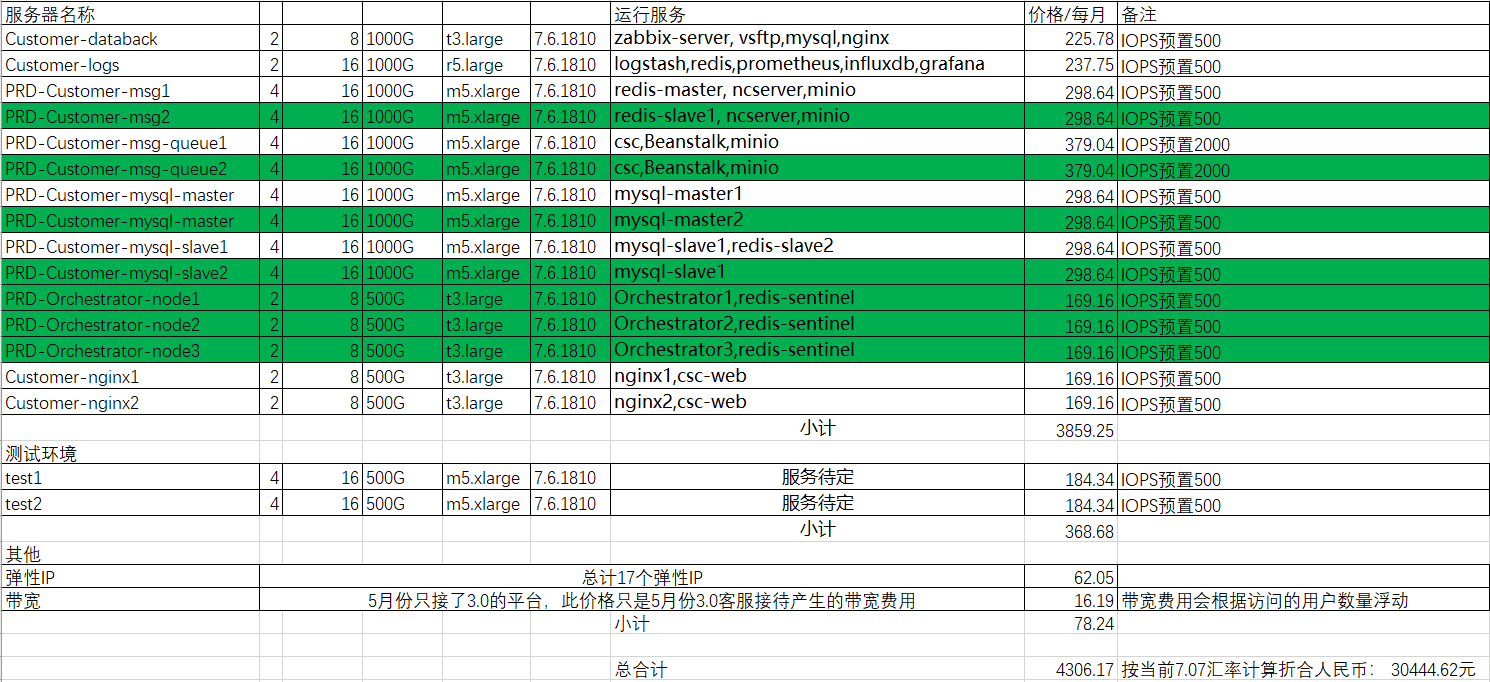 服务器名称 运行服务 价格/每月 备注
Customer-databack 2 8 1000G t3.large 7.6.1810 zabbix-server, vsftp,mysql,nginx 225.78 IOPS预置500
Customer-logs 2 16 1000G r5.large 7.6.1810 logstash,redis,prometheus,influxdb,grafana 237.75 IOPS预置500
PRD-Customer-msg1 4 16 1000G m5.xlarge 7.6.1810 redis-master, ncserver,minio 298.64 IOPS预置500
PRD-Customer-msg2 4 16 1000G m5.xlarge 7.6.1810 redis-slave1, ncserver,minio 298.64 IOPS预置500
PRD-Customer-msg-queue1 4 16 1000G m5.xlarge 7.6.1810 csc,Beanstalk,minio 379.04 IOPS预置2000
PRD-Customer-msg-queue2 4 16 1000G m5.xlarge 7.6.1810 csc,Beanstalk,minio 379.04 IOPS预置2000
PRD-Customer-mysql-master 4 16 1000G m5.xlarge 7.6.1810 mysql-master1 298.64 IOPS预置500
PRD-Customer-mysql-master 4 16 1000G m5.xlarge 7.6.1810 mysql-master2 298.64 IOPS预置500
PRD-Customer-mysql-slave1 4 16 1000G m5.xlarge 7.6.1810 mysql-slave1,redis-slave2 298.64 IOPS预置500
PRD-Customer-mysql-slave2 4 16 1000G m5.xlarge 7.6.1810 mysql-slave1 298.64 IOPS预置500
PRD-Orchestrator-node1 2 8 500G t3.large 7.6.1810 Orchestrator1,redis-sentinel 169.16 IOPS预置500
PRD-Orchestrator-node2 2 8 500G t3.large 7.6.1810 Orchestrator2,redis-sentinel 169.16 IOPS预置500
PRD-Orchestrator-node3 2 8 500G t3.large 7.6.1810 Orchestrator3,redis-sentinel 169.16 IOPS预置500
Customer-nginx1 2 8 500G t3.large 7.6.1810 nginx1,csc-web 169.16 IOPS预置500
Customer-nginx2 2 8 500G t3.large 7.6.1810 nginx2,csc-web 169.16 IOPS预置500
小计 3859.25
测试环境
test1 4 16 500G m5.xlarge 7.6.1810 服务待定 184.34 IOPS预置500
test2 4 16 500G m5.xlarge 7.6.1810 服务待定 184.34 IOPS预置500
小计 368.68
其他
弹性IP 总计17个弹性IP 62.05
带宽 5月份只接了3.0的平台，此价格只是5月份3.0客服接待产生的带宽费用 16.19 带宽费用会根据访问的用户数量浮动
小计 78.24
总合计 4306.17 按当前7.07汇率计算折合人民币： 30444.62元